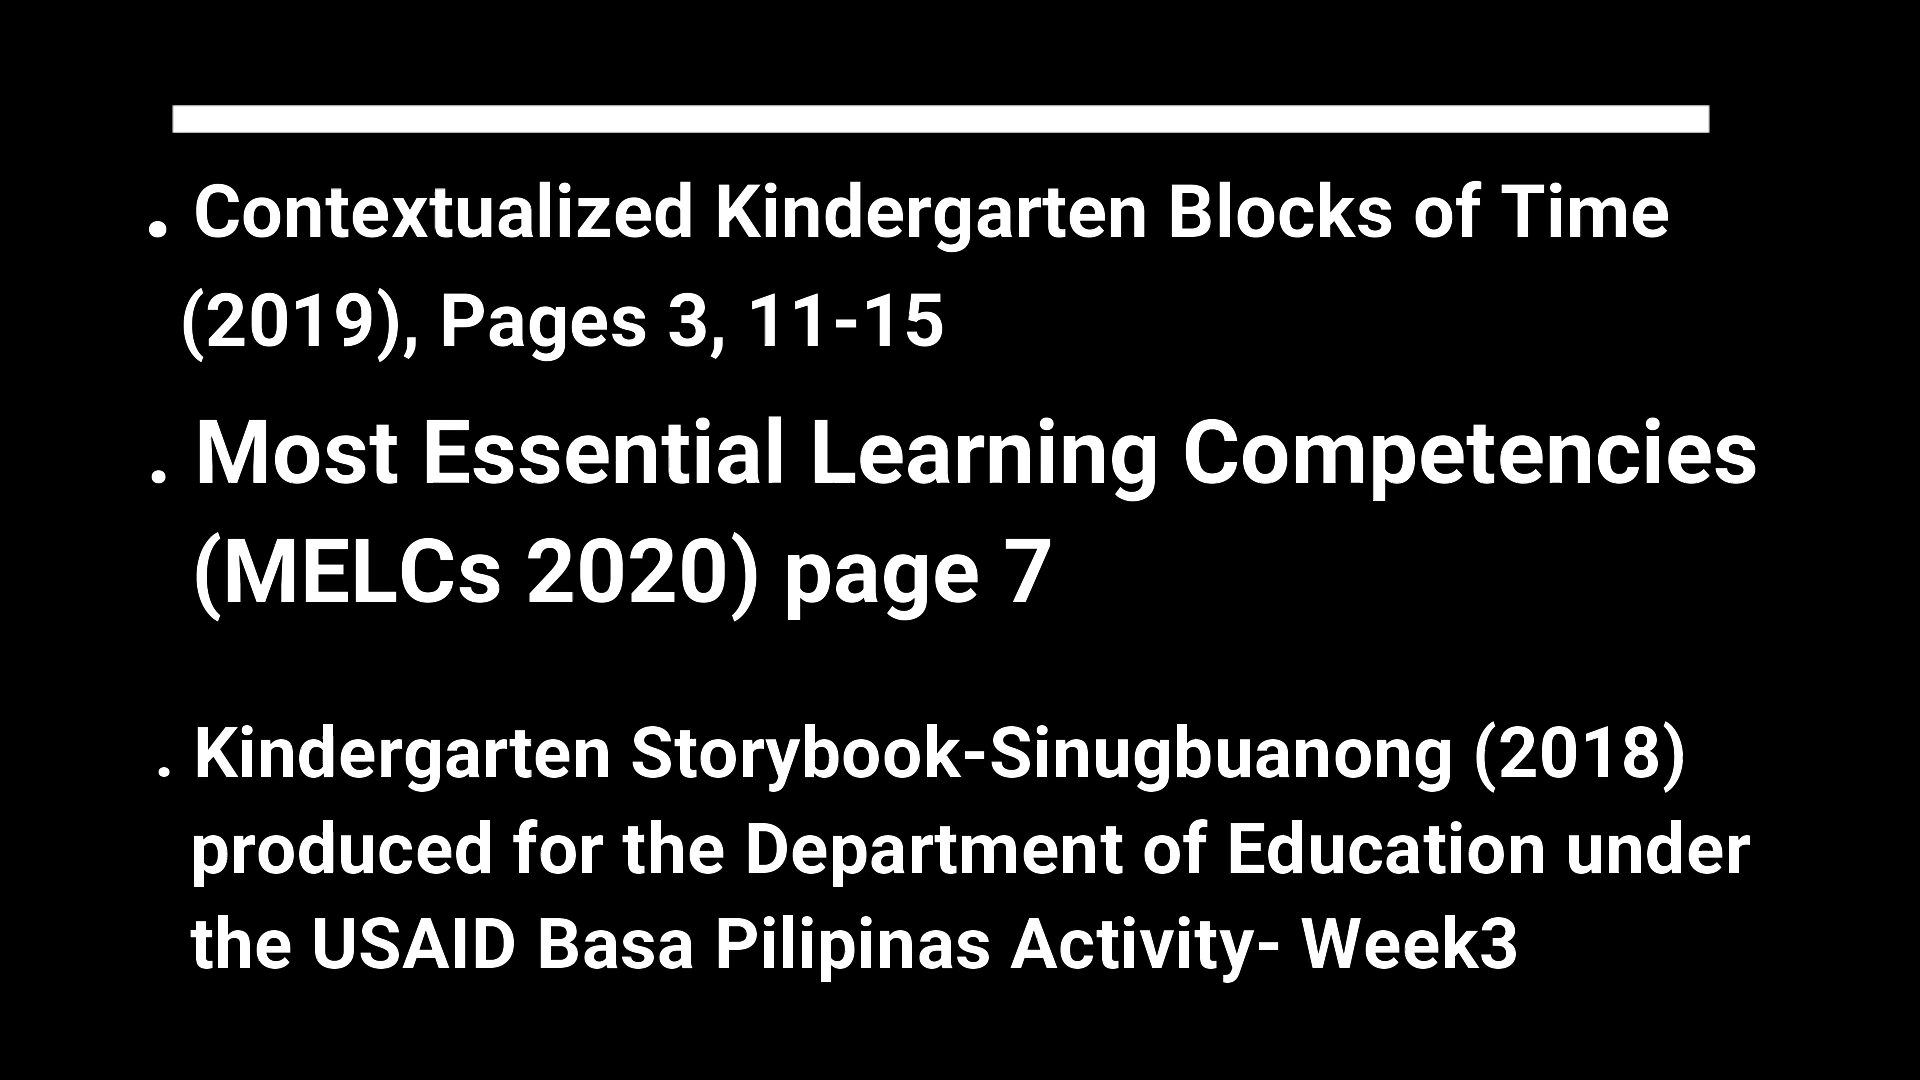 . Contextualized Kindergarten Blocks of Time
(2019), Pages 3, 11-15
. Most Essential Learning Competencies
(MELCs 2020) page 7
. Kindergarten Storybook-Sinugbuanong (2018)
produced for the Department of Education under
the USAID Basa Pilipinas Activity- Week3